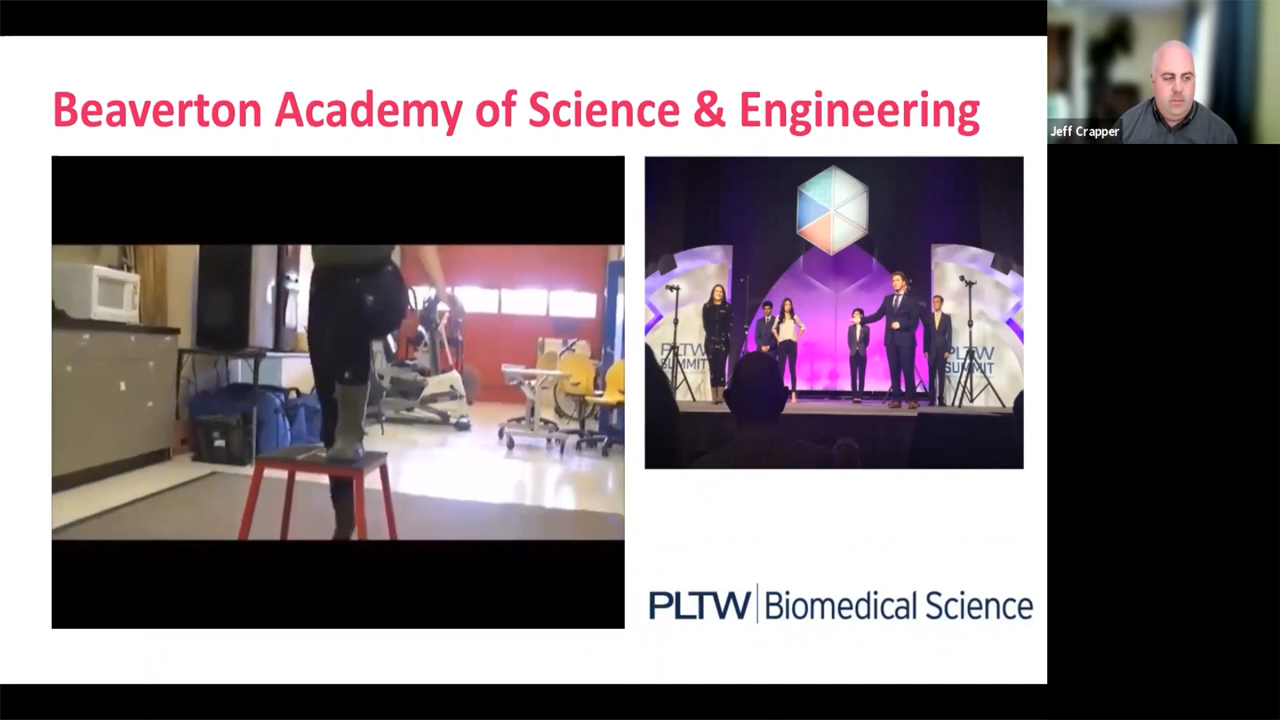 Beaverton Academy of Science & Engineering
Jeff Crapper
PLTW
SUMMIT
PLTW
SUMMIT
PLTW | Biomedical Science